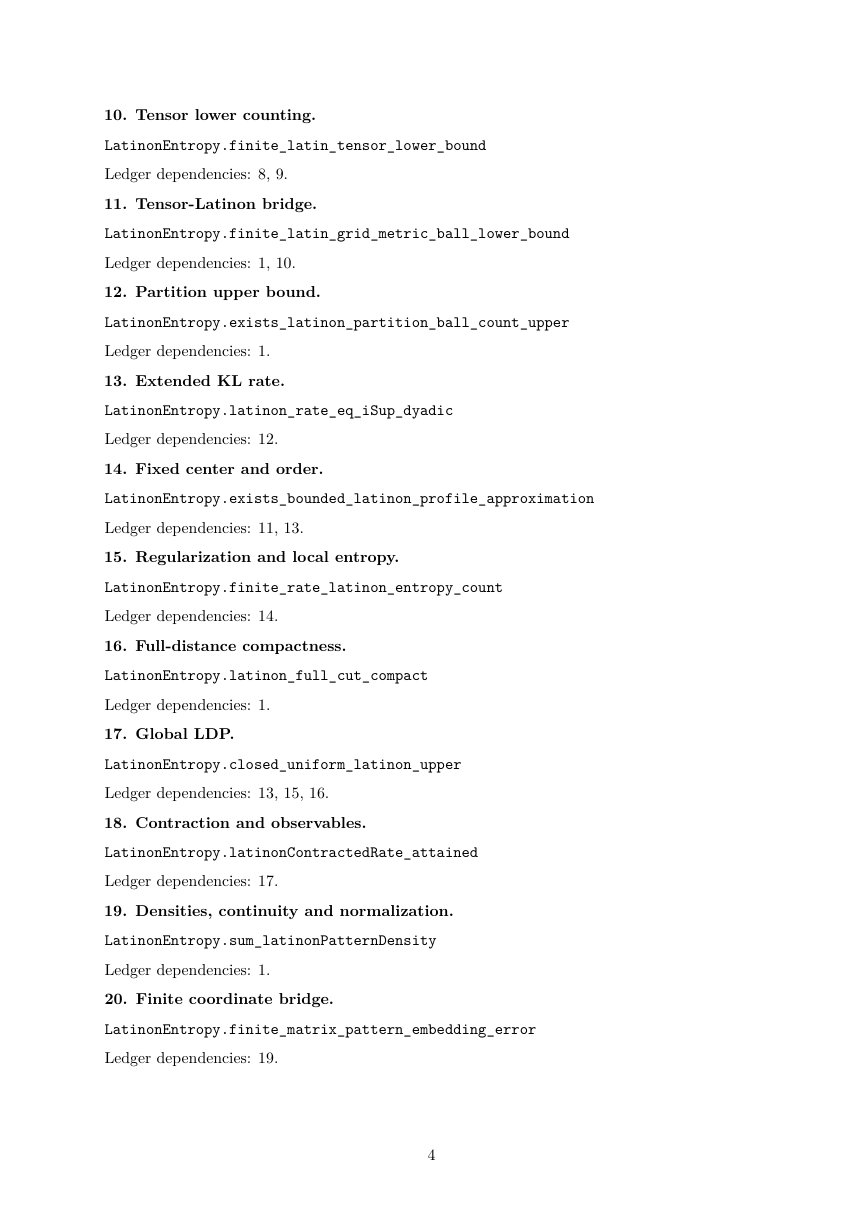 10. Tensor lower counting.
LatinonEntropy.finite_latin_tensor_lower_bound
Ledger dependencies: 8, 9.
11. Tensor-Latinon bridge.
LatinonEntropy.finite_latin_grid_metric_ball_lower_bound
Ledger dependencies: 1, 10.
12. Partition upper bound.
LatinonEntropy.exists_latinon_partition_ball_count_upper
Ledger dependencies: 1.
13. Extended KL rate.
LatinonEntropy.latinon_rate_eq_iSup_dyadic
Ledger dependencies: 12.
14. Fixed center and order.
LatinonEntropy.exists_bounded_latinon_profile_approximation
Ledger dependencies: 11, 13.
15. Regularization and local entropy.
LatinonEntropy.finite_rate_latinon_entropy_count
Ledger dependencies: 14.
16. Full-distance compactness.
LatinonEntropy.latinon_full_cut_compact
Ledger dependencies: 1.
17. Global LDP.
LatinonEntropy.closed_uniform_latinon_upper
Ledger dependencies: 13, 15, 16.
18. Contraction and observables.
LatinonEntropy.latinonContractedRate_attained
Ledger dependencies: 17.
19. Densities, continuity and normalization.
LatinonEntropy.sum_latinonPatternDensity
Ledger dependencies: 1.
20. Finite coordinate bridge.
LatinonEntropy.finite_matrix_pattern_embedding_error
Ledger dependencies: 19.
4